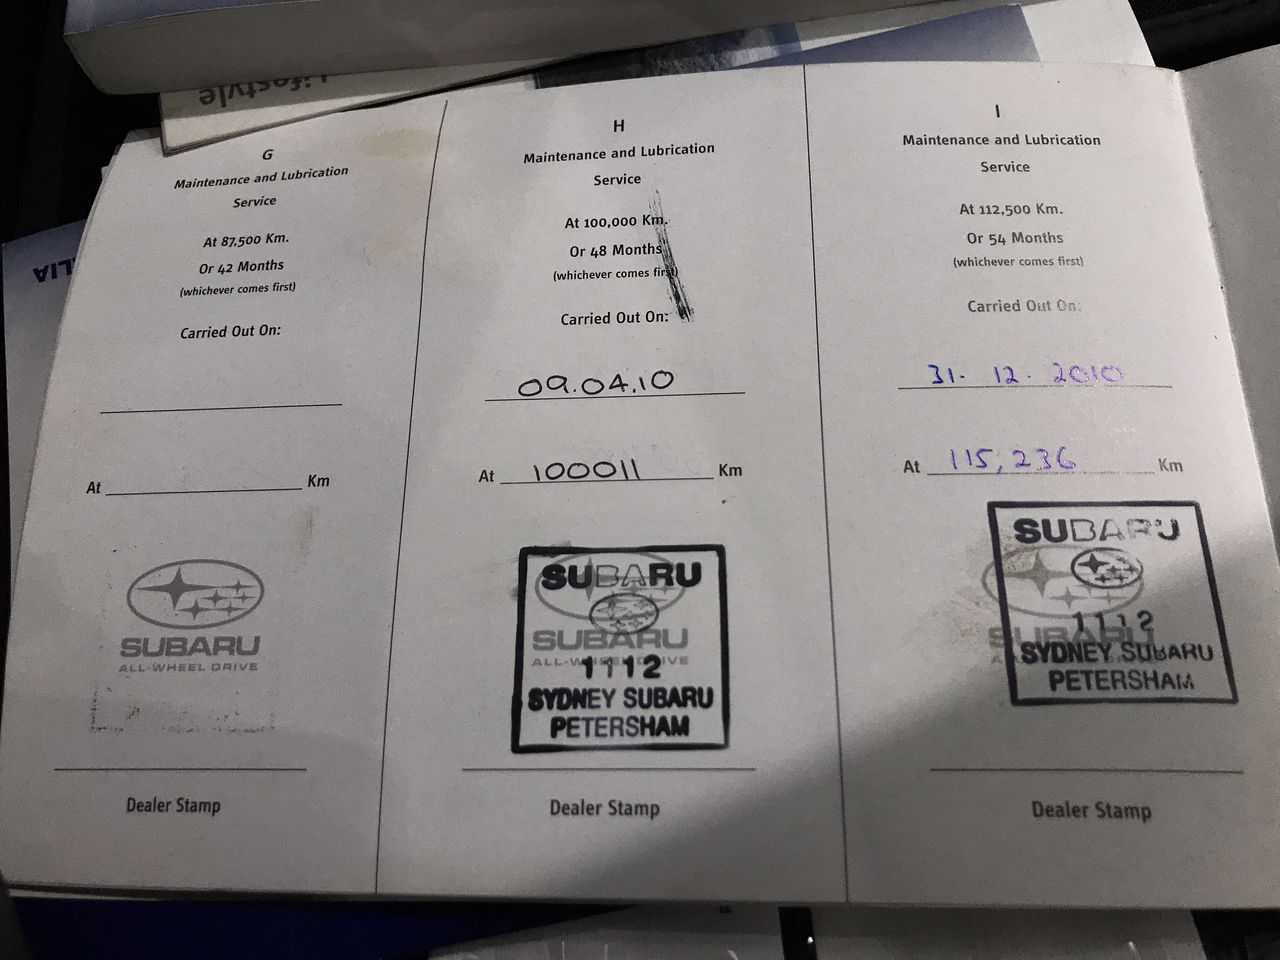 Lifestyle
G
Maintenance and Lubrication
Service
At 87,500 Km.
Or 42 Months
(whichever comes first)
Carried Out On:
At Km
SUBARU
ALL-WHEEL DRIVE
Dealer Stamp
H
Maintenance and Lubrication
Service
At 100,000 Km.
Or 48 Months
(whichever comes first)
Carried Out On:
09.04.10
At 100011 Km
SUBARU
SUBARU
1112
SYDNEY SUBARU
PETERSHAM
Dealer Stamp
I
Maintenance and Lubrication
Service
At 112,500 Km.
Or 54 Months
(whichever comes first)
Carried Out On:
31. 12. 2010
At 115,236 Km
SUBARU
1112
SUBARU
SYDNEY SUBARU
PETERSHAM
Dealer Stamp